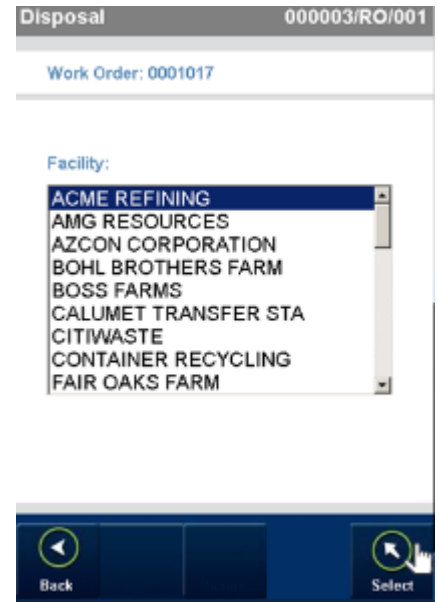 Disposal 000003/RO/001
Work Order: 0001017
Facility:
ACME REFINING
AMG RESOURCES
AZCON CORPORATION
BOHL BROTHERS FARM
BOSS FARMS
CALUMET TRANSFER STA
CITIWASTE
CONTAINER RECYCLING
FAIR OAKS FARM
Back Select